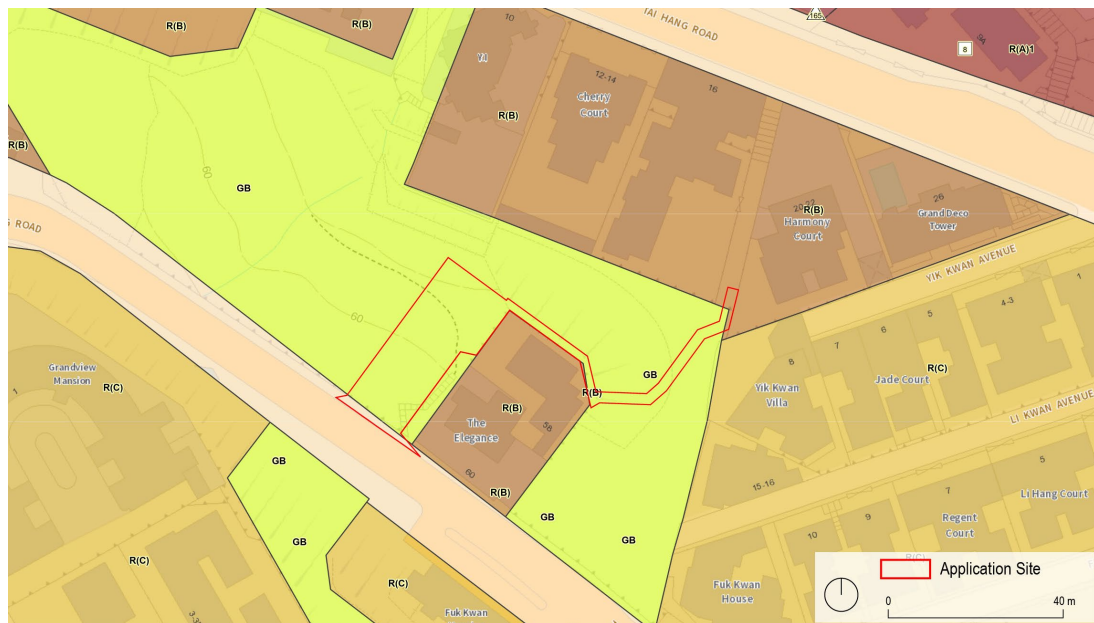 R(B)
R(B)
10
TAI HANG ROAD
165
8
9A
R(A)1
12-14
Cherry
Court
16
R(B)
R(B)
60
GB
20-22
R(B)
Harmony
Court
26
Grand Deco
Tower
ROAD
YIK KWAN AVENUE
1
4-3
5
6
7
8
60
Grandview
Mansion
R(C)
1
GB
R(B)
R(B)
The
Elegance
58
60
R(B)
Yik Kwan
Villa
Jade Court
R(C)
LI KWAN AVENUE
GB
GB
GB
GB
15-16
5
7
Li Hang Court
9
10
Regent
Court
R(C)
R(C)
R(C)
Fuk Kwan
Fuk Kwan
House
Application Site
0
40 m